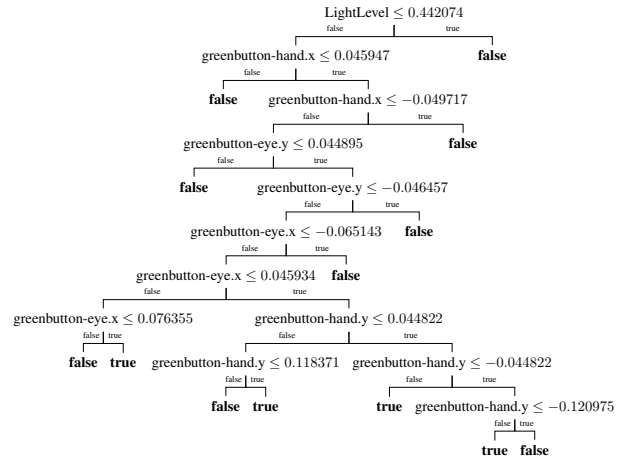 LightLevel ≤ 0.442074
false true
greenbutton-hand.x ≤ 0.045947 false
false true
false greenbutton-hand.x ≤ −0.049717
false true
greenbutton-eye.y ≤ 0.044895 false
false true
false greenbutton-eye.y ≤ −0.046457
false true
greenbutton-eye.x ≤ −0.065143 false
false true
greenbutton-eye.x ≤ 0.045934 false
false true
greenbutton-eye.x ≤ 0.076355 greenbutton-hand.y ≤ 0.044822
false true false true
false true greenbutton-hand.y ≤ 0.118371 greenbutton-hand.y ≤ −0.044822
false true false true
false true true greenbutton-hand.y ≤ −0.120975
false true
true false